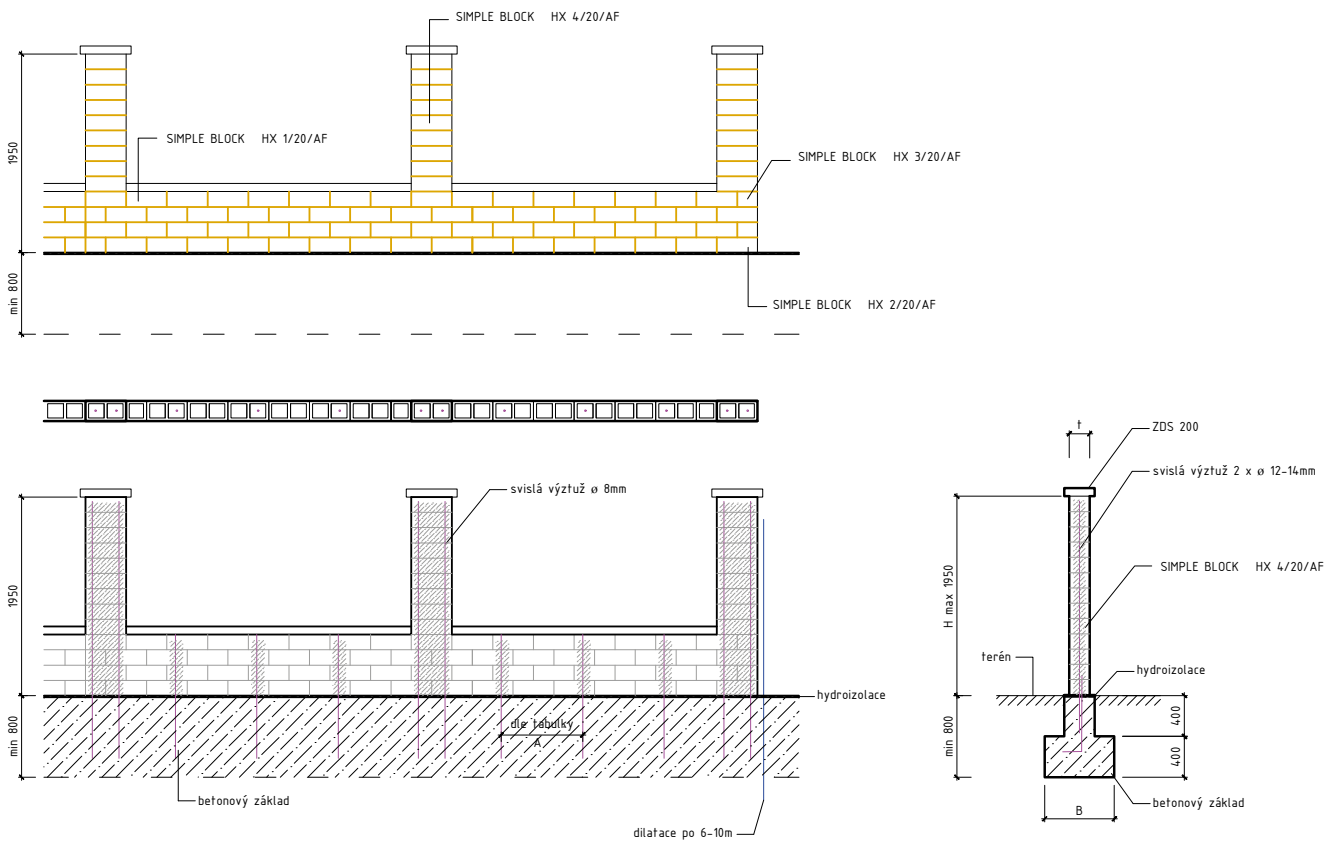 SIMPLE BLOCK HX 4/20/AF
SIMPLE BLOCK HX 1/20/AF
SIMPLE BLOCK HX 3/20/AF
1950
min 800
SIMPLE BLOCK HX 2/20/AF
svislá výztuž ø 8mm
1950
hydroizolace
min 800
dle tabulky
A
betonový základ
dilatace po 6-10m
t
ZDS 200
svislá výztuž 2 x ø 12-14mm
H max 1950
SIMPLE BLOCK HX 4/20/AF
terén
hydroizolace
min 800
400
400
betonový základ
B